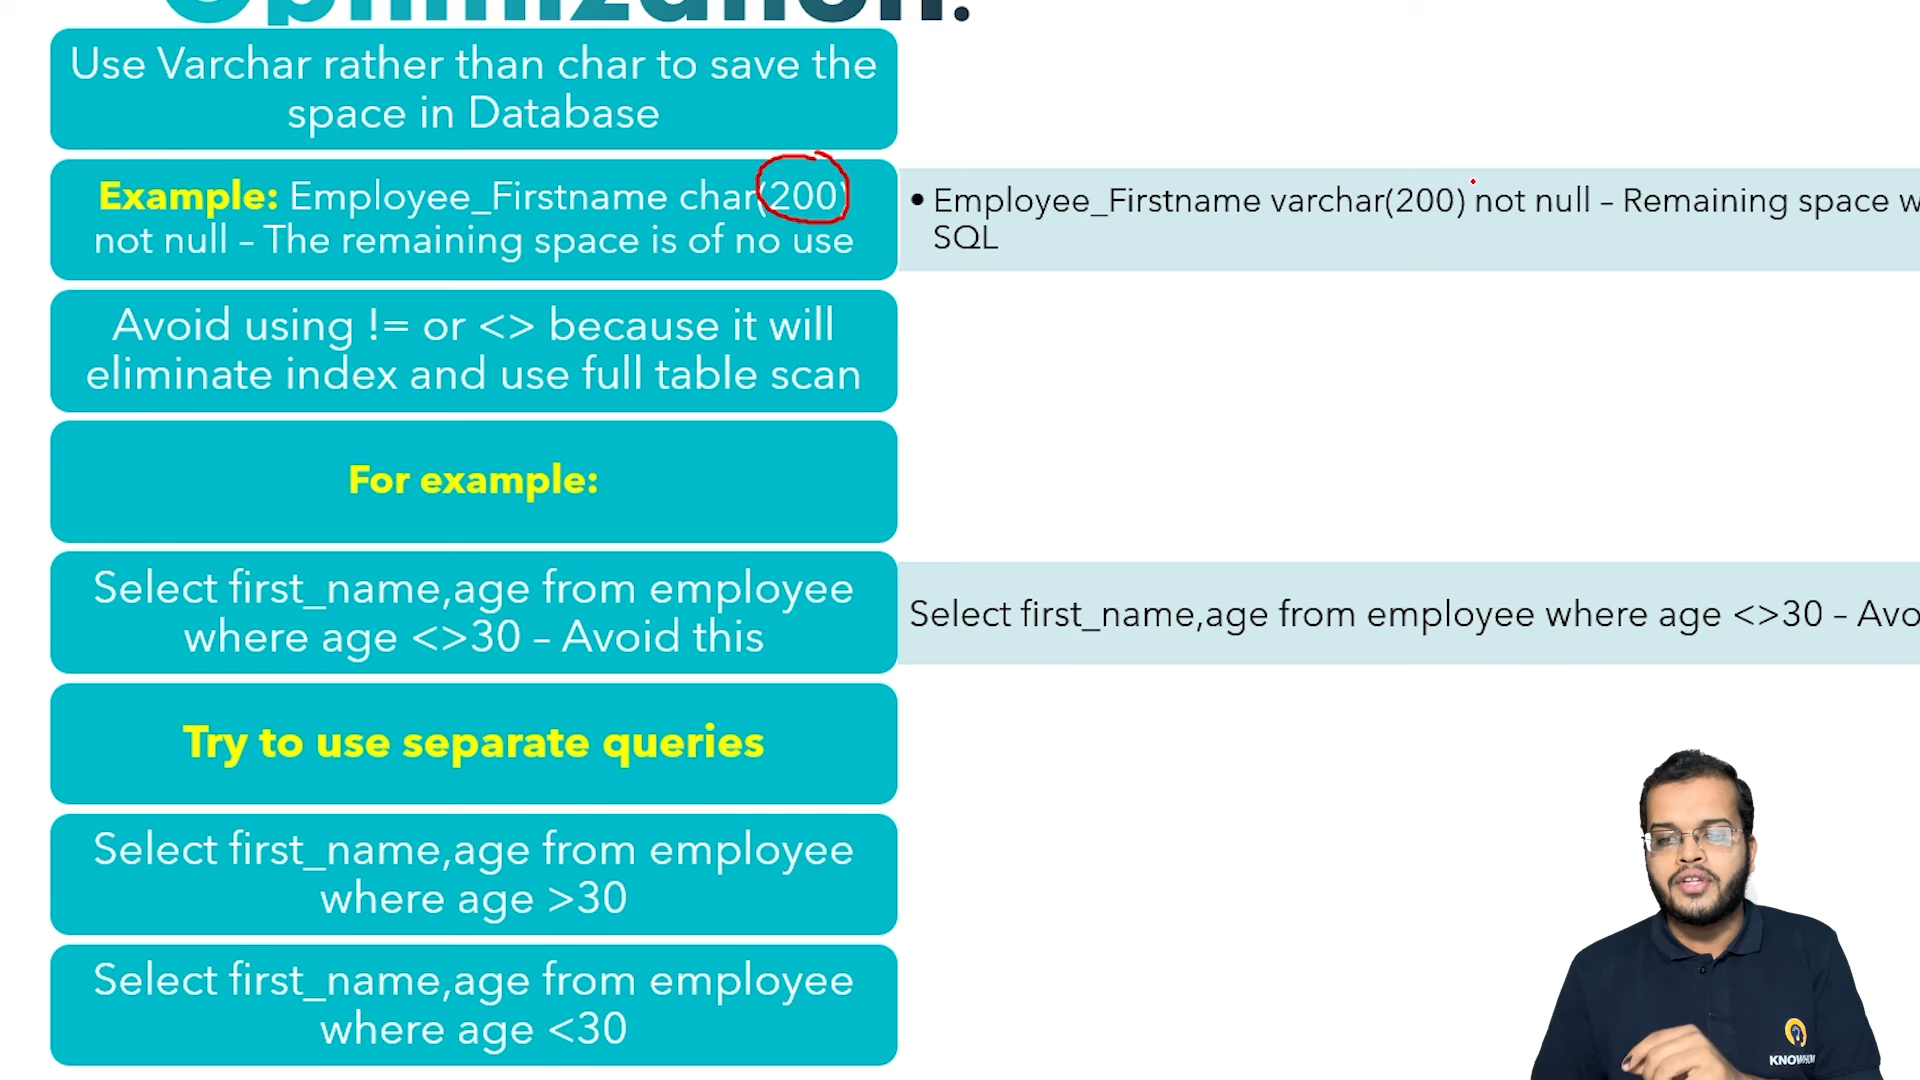 Optimization:
Use Varchar rather than char to save the
space in Database
Example: Employee_Firstname char(200)
not null – The remaining space is of no use
• Employee_Firstname varchar(200) not null – Remaining space w
SQL
Avoid using != or <> because it will
eliminate index and use full table scan
For example:
Select first_name,age from employee
where age <>30 – Avoid this
Select first_name,age from employee where age <>30 – Avo
Try to use separate queries
Select first_name,age from employee
where age >30
Select first_name,age from employee
where age <30